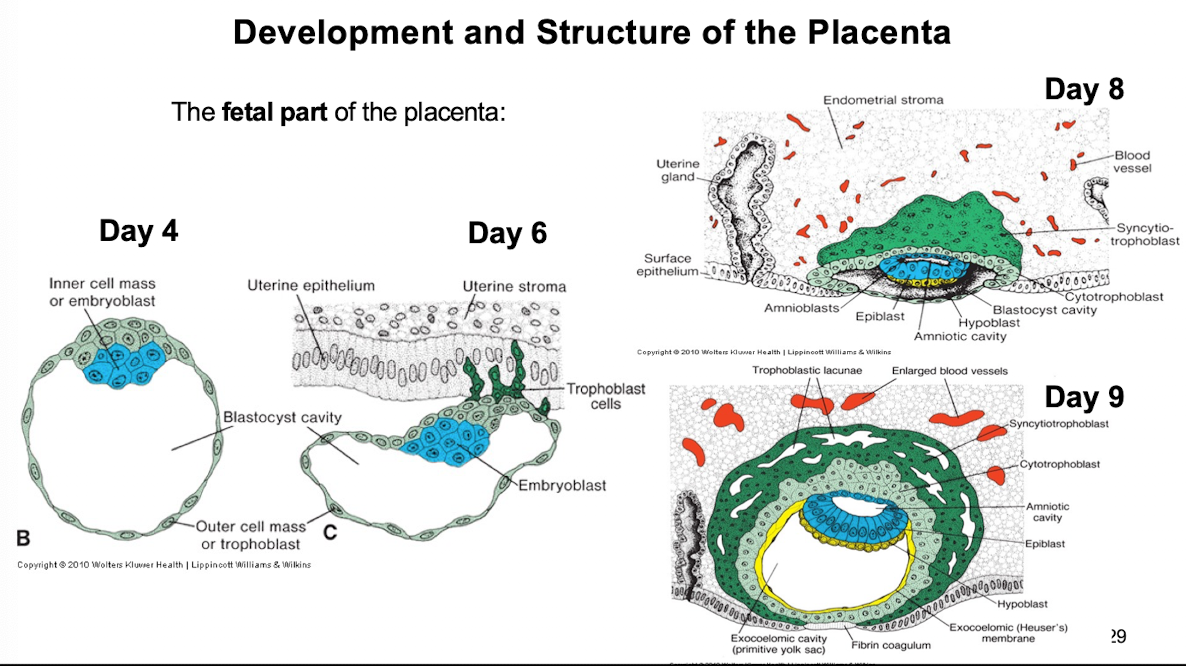 Development and Structure of the Placenta
The fetal part of the placenta:
Day 4
Inner cell mass
or embryoblast
Blastocyst cavity
Outer cell mass
or trophoblast
B
Day 6
Uterine epithelium
Uterine stroma
Trophoblast
cells
Embryoblast
C
Copyright © 2010 Wolters Kluwer Health | Lippincott Williams & Wilkins
Day 8
Endometrial stroma
Uterine
gland
Blood
vessel
Syncytio-
trophoblast
Surface
epithelium
Cytotrophoblast
Amnioblasts
Blastocyst cavity
Epiblast
Hypoblast
Amniotic cavity
Copyright © 2010 Wolters Kluwer Health | Lippincott Williams & Wilkins
Day 9
Trophoblastic lacunae
Enlarged blood vessels
Syncytiotrophoblast
Cytotrophoblast
Amniotic
cavity
Epiblast
Hypoblast
Exocoelomic (Heuser's)
membrane
Exocoelomic cavity
(primitive yolk sac)
Fibrin coagulum
29